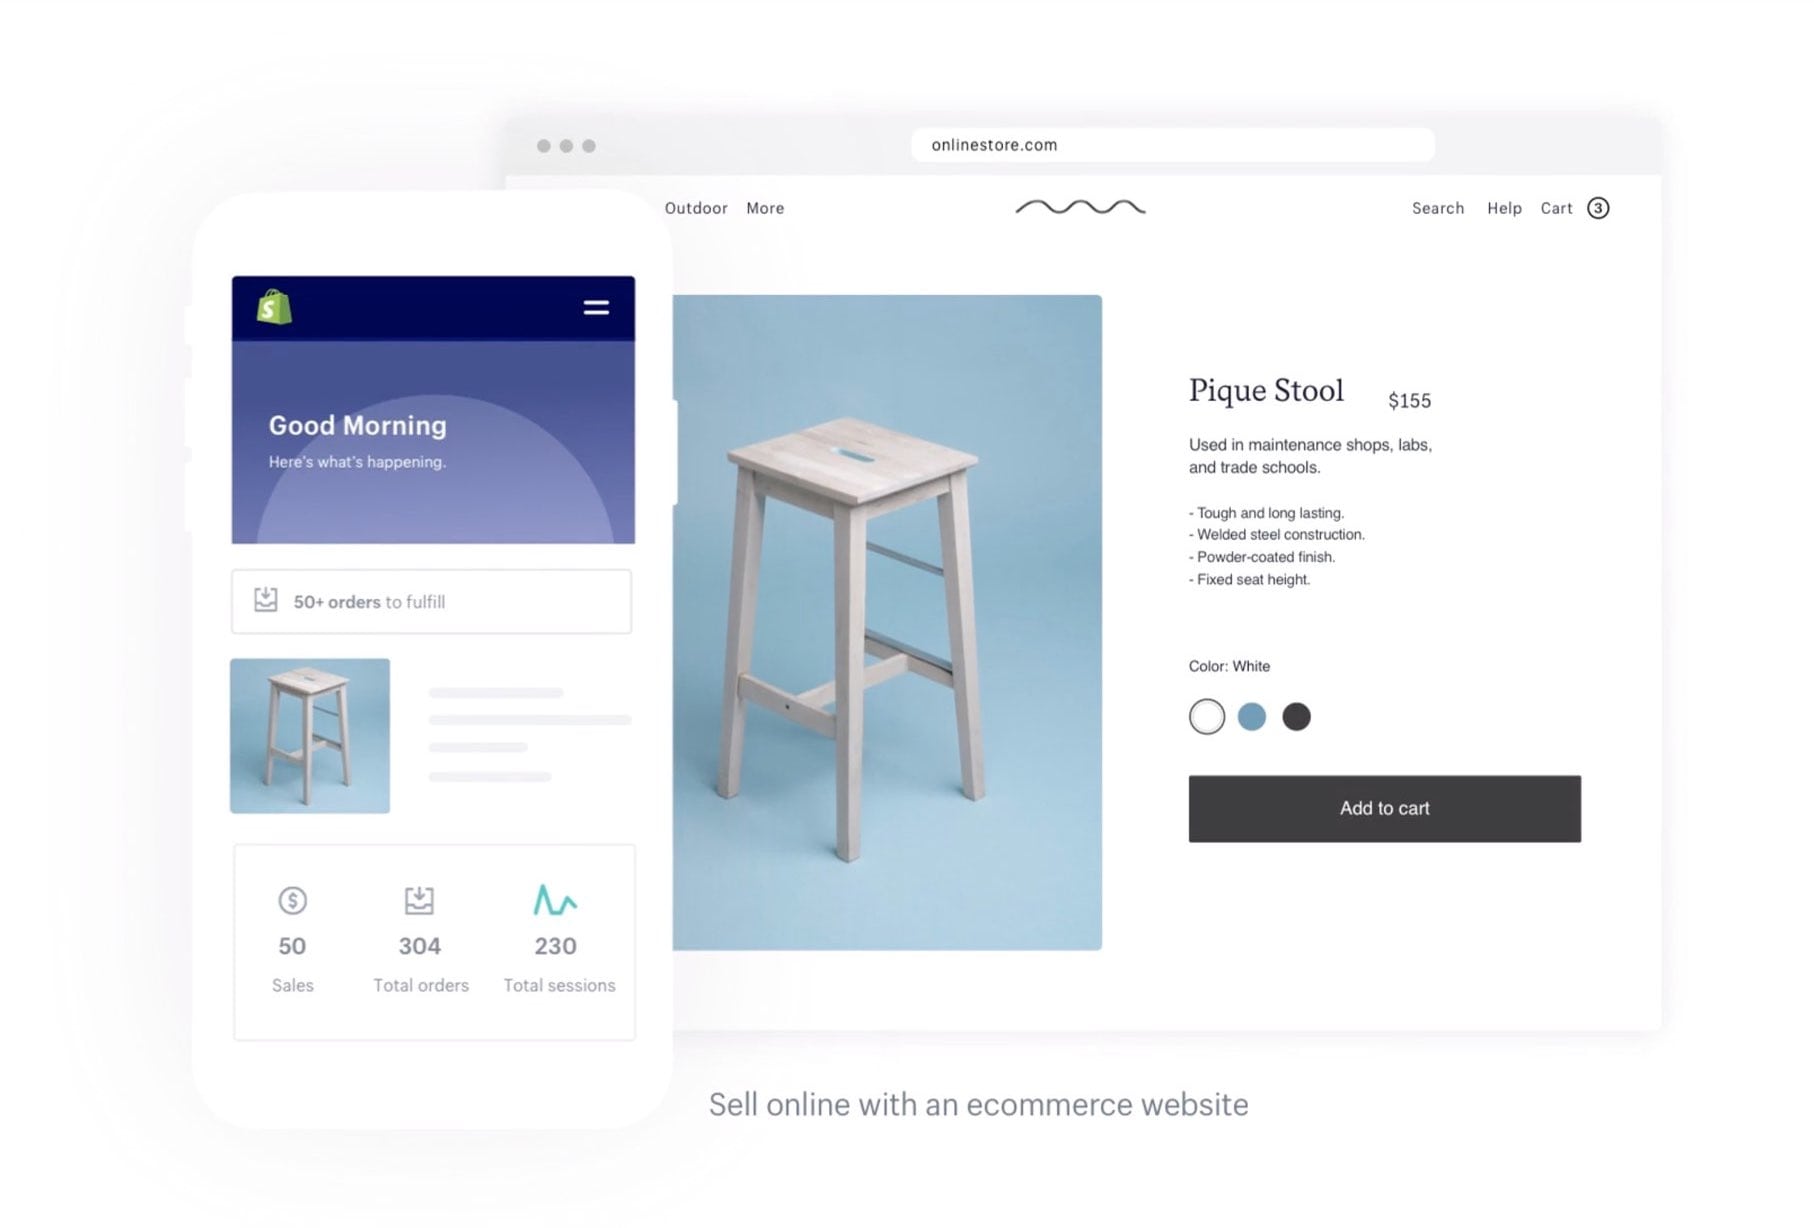 onlinestore.com
Outdoor More
Search Help Cart 3
Good Morning
Here's what's happening.
50+ orders to fulfill
50 304 230
Sales Total orders Total sessions
Pique Stool $155
Used in maintenance shops, labs,
and trade schools.
- Tough and long lasting.
- Welded steel construction.
- Powder-coated finish.
- Fixed seat height.
Color: White
Add to cart
Sell online with an ecommerce website